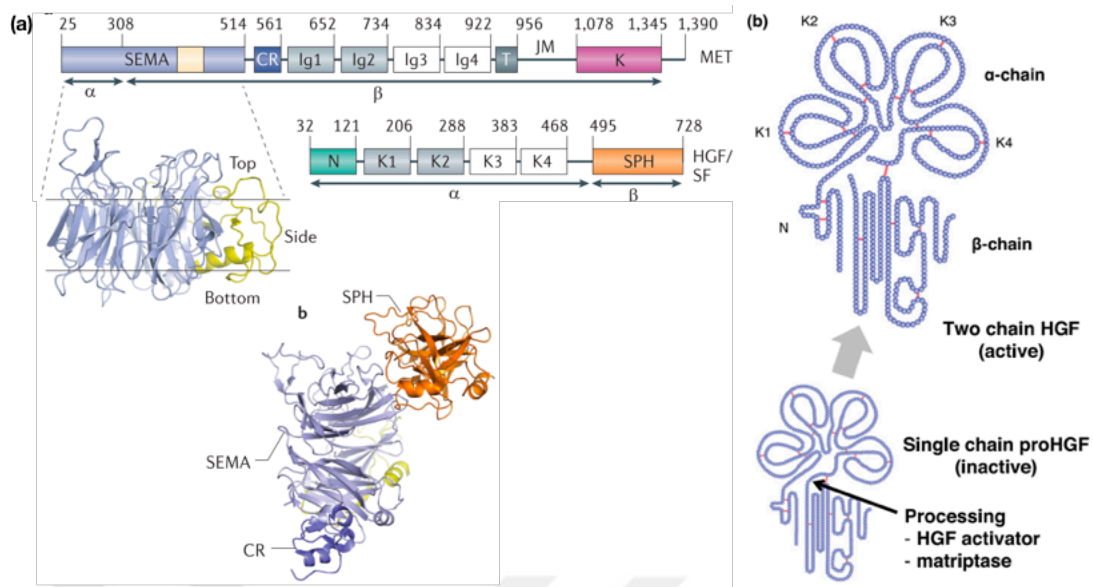 (a)
25 308 514 561 652 734 834 922 956 1,078 1,345 1,390
SEMA CR Ig1 Ig2 Ig3 Ig4 T JM K MET
α β
32 121 206 288 383 468 495 728
N K1 K2 K3 K4 SPH HGF/
SF
α β
Top
Side
Bottom
b
SPH
SEMA
CR
(b)
K2 K3
α-chain
K1 K4
N
β-chain
Two chain HGF
(active)
Single chain proHGF
(inactive)
Processing
- HGF activator
- matriptase